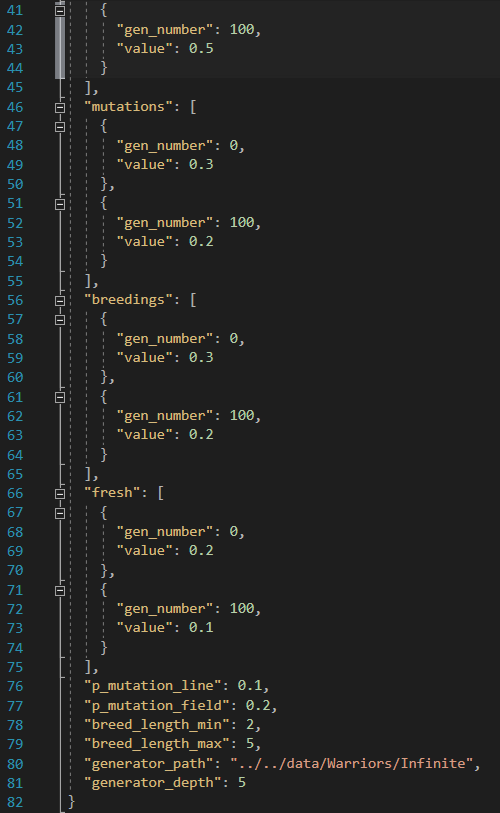 41 {
42 "gen_number": 100,
43 "value": 0.5
44 }
45 ],
46 "mutations": [
47 {
48 "gen_number": 0,
49 "value": 0.3
50 },
51 {
52 "gen_number": 100,
53 "value": 0.2
54 }
55 ],
56 "breedings": [
57 {
58 "gen_number": 0,
59 "value": 0.3
60 },
61 {
62 "gen_number": 100,
63 "value": 0.2
64 }
65 ],
66 "fresh": [
67 {
68 "gen_number": 0,
69 "value": 0.2
70 },
71 {
72 "gen_number": 100,
73 "value": 0.1
74 }
75 ],
76 "p_mutation_line": 0.1,
77 "p_mutation_field": 0.2,
78 "breed_length_min": 2,
79 "breed_length_max": 5,
80 "generator_path": "../../data/Warriors/Infinite",
81 "generator_depth": 5
82 }